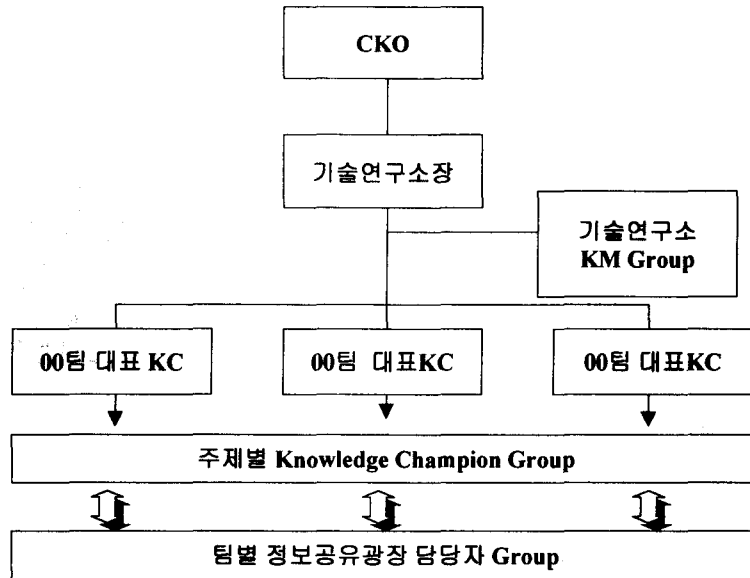 CKO
기술연구소장
기술연구소
KM Group
00팀 대표 KC
00팀 대표KC
00팀 대표KC
주제별 Knowledge Champion Group
팀별 정보공유광장 담당자 Group